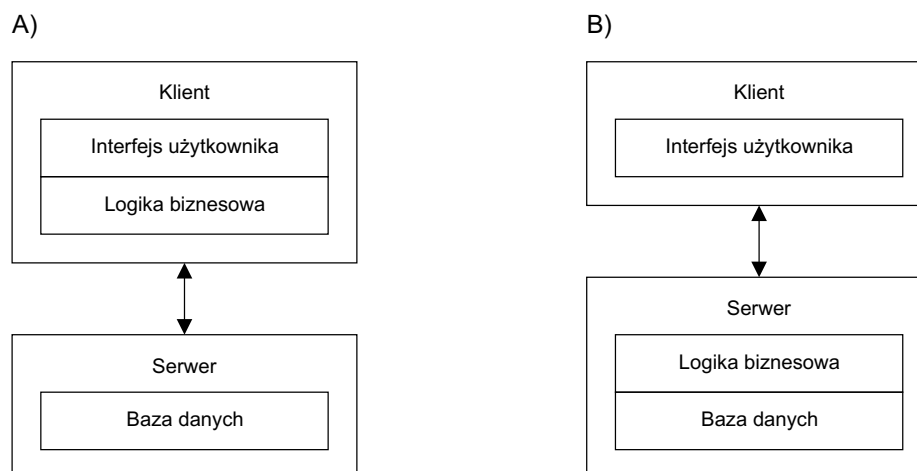 A)
Klient
Interfejs użytkownika
Logika biznesowa
Serwer
Baza danych
B)
Klient
Interfejs użytkownika
Serwer
Logika biznesowa
Baza danych